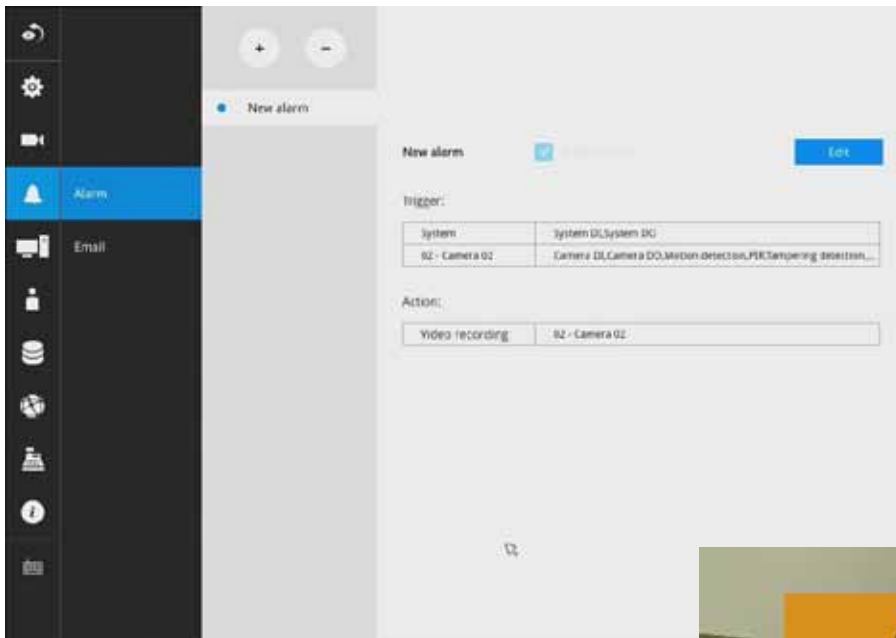 New alarm
Alarm
Email
New alarm
Edit
Trigger:
System
System DI,System DO
02 - Camera 02
Camera DI,Camera DO,Motion detection,PIR,Tampering detection,...
Action:
Video recording
02 - Camera 02